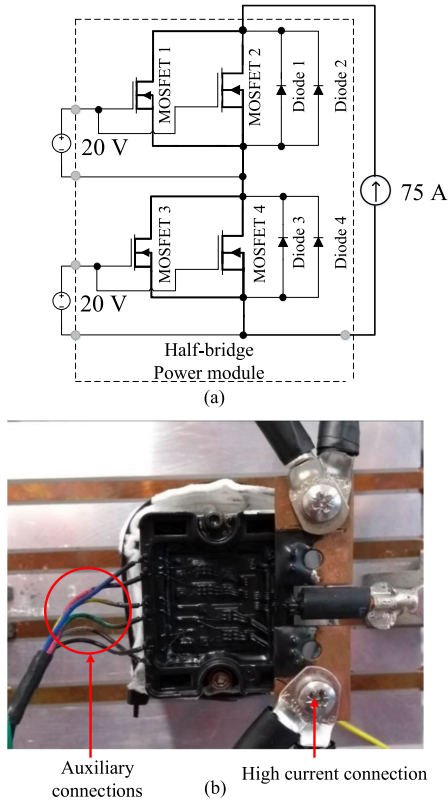 MOSFET 1
MOSFET 2
Diode 1
Diode 2
20 V
75 A
MOSFET 3
MOSFET 4
Diode 3
Diode 4
20 V
Half-bridge
Power module
(a)
Auxiliary
connections
(b)
High current connection